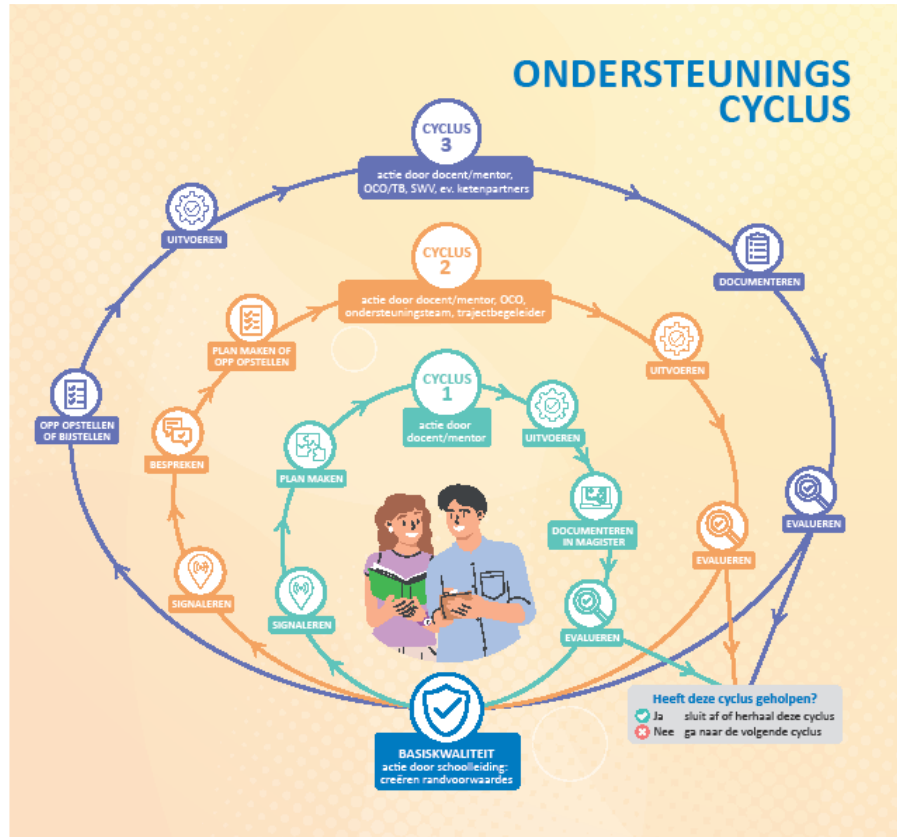 ONDERSTEUNINGS
CYCLUS
CYCLUS
3
actie door docent/mentor,
OCO/TB, SWV, ev. ketenpartners
UITVOEREN
DOCUMENTEREN
OPP OPSTELLEN
OF BIJSTELLEN
EVALUEREN
CYCLUS
2
actie door docent/mentor, OCO,
ondersteuningsteam, trajectbegeleider
PLAN MAKEN OF
OPP OPSTELLEN
UITVOEREN
BESPREKEN
SIGNALEREN
EVALUEREN
CYCLUS
1
actie door
docent/mentor
UITVOEREN
PLAN MAKEN
DOCUMENTEREN
IN MAGISTER
SIGNALEREN
EVALUEREN
Heeft deze cyclus geholpen?
Ja sluit af of herhaal deze cyclus
Nee ga naar de volgende cyclus
BASISKWALITEIT
actie door schoolleiding:
creëren randvoorwaardes